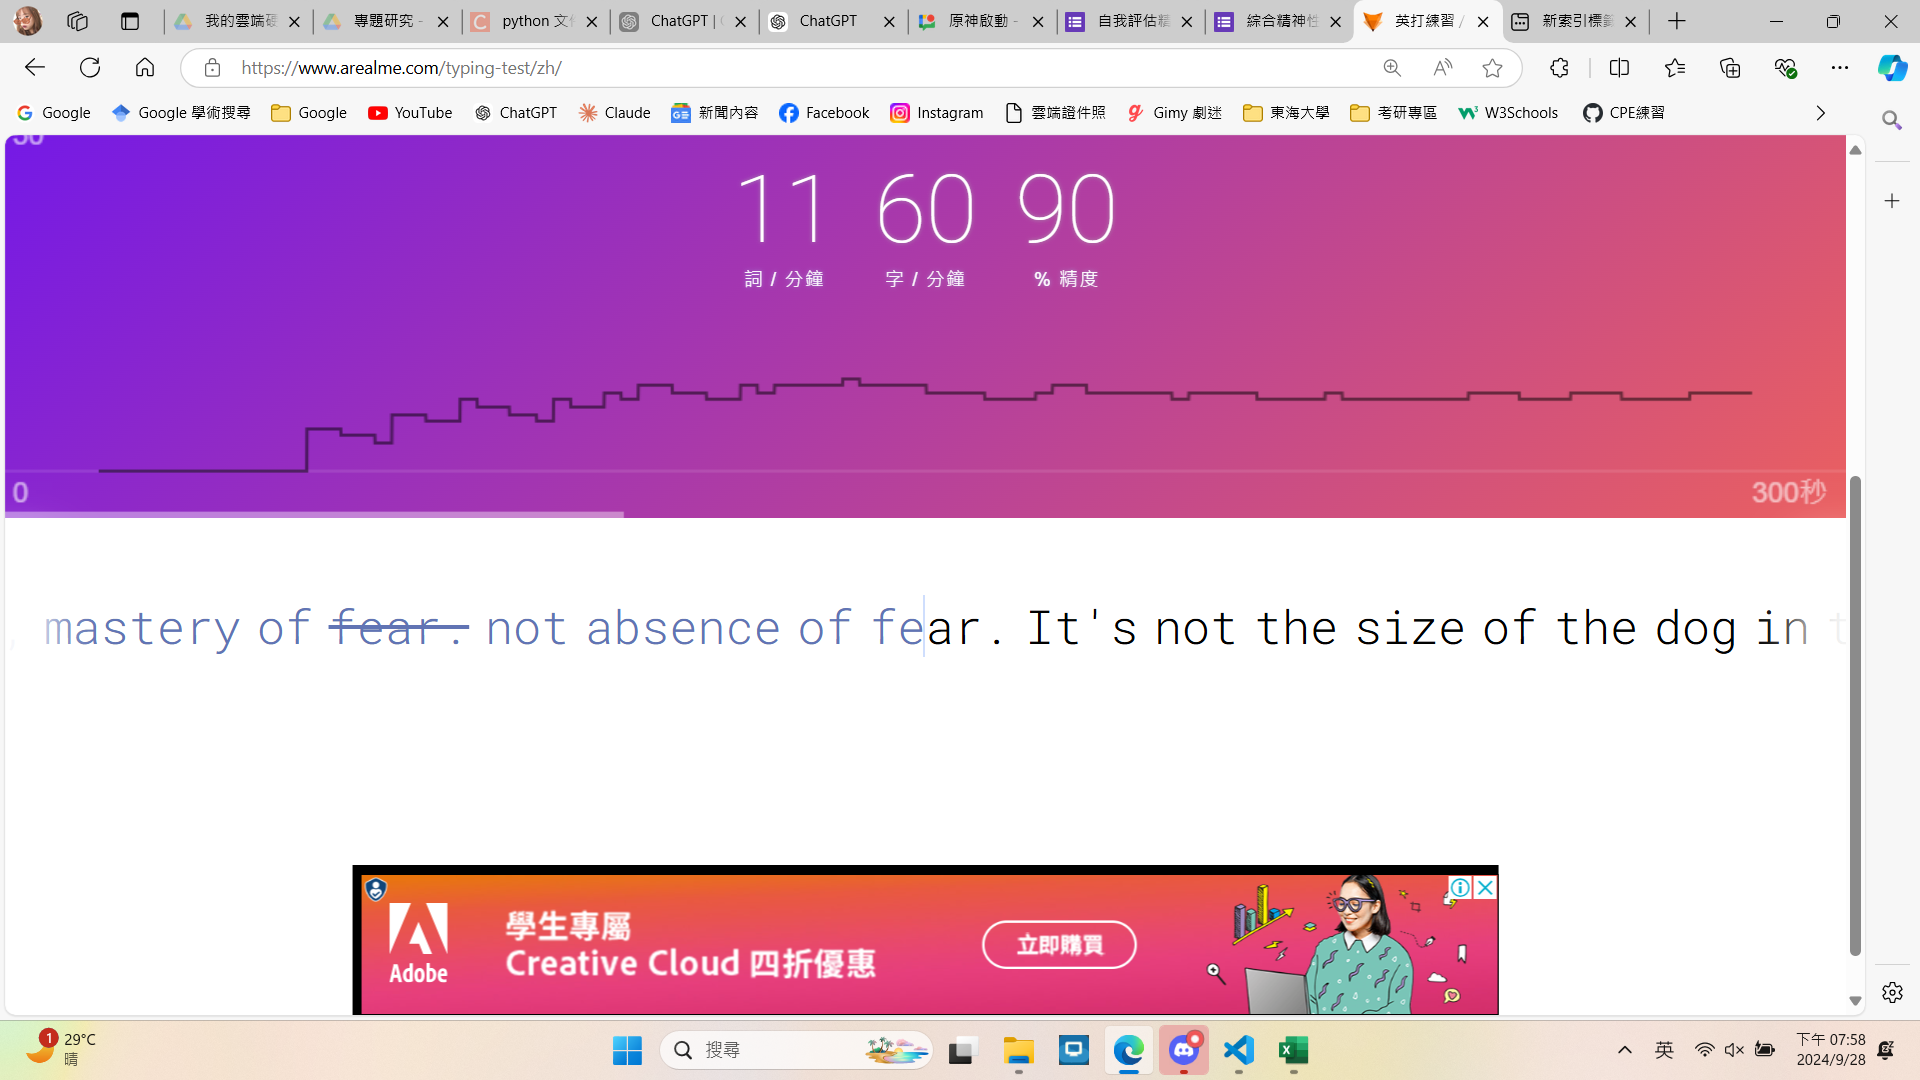 我的雲端硬
專題研究 -
python 文件
ChatGPT | O
ChatGPT
原神啟動 -
自我評估精
綜合精神性
英打練習 /
新索引標籤
https://www.arealme.com/typing-test/zh/
Google
Google 學術搜尋
Google
YouTube
ChatGPT
Claude
新聞內容
Facebook
Instagram
雲端證件照
Gimy 劇迷
東海大學
考研專區
W3Schools
CPE練習
11 60 90
詞 / 分鐘 字 / 分鐘 % 精度
0 300秒
mastery of fear. not absence of fear. It's not the size of the dog in t
Adobe
學生專屬
Creative Cloud 四折優惠
立即購買
1
29°C
晴
搜尋
英
下午 07:58
2024/9/28